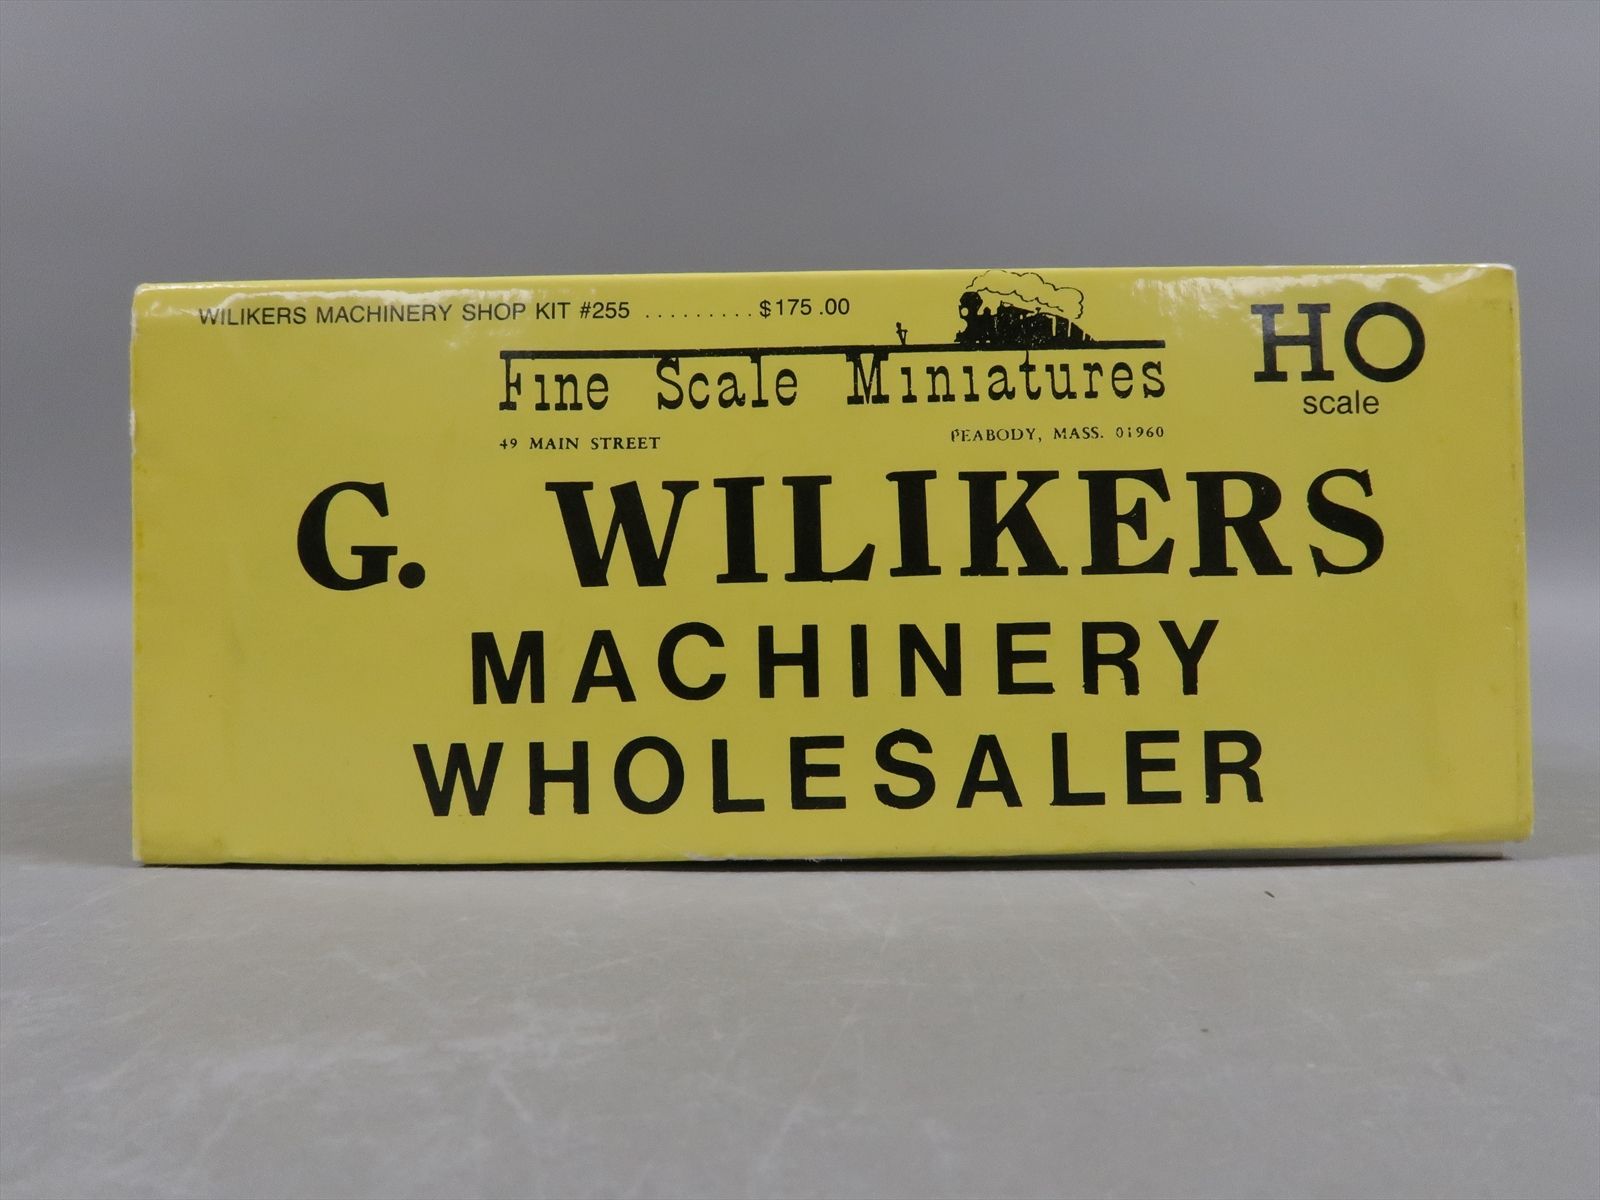 WILIKERS MACHINERY SHOP KIT #255 ......... $175.00
Fine Scale Miniatures
49 MAIN STREET PEABODY, MASS. 01960
HO
scale
G. WILIKERS
MACHINERY
WHOLESALER